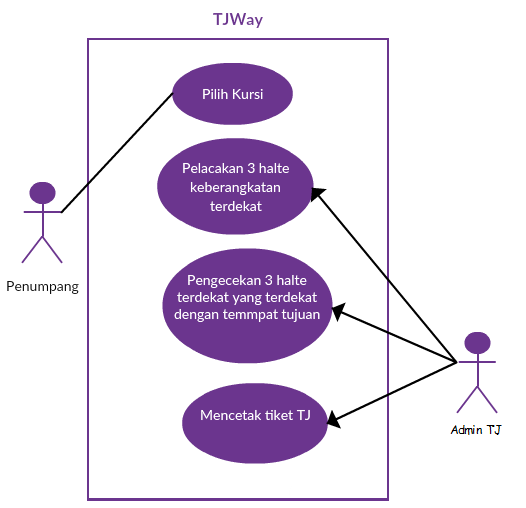 TJWay
Pilih Kursi
Pelacakan 3 halte
keberangkatan
terdekat
Penumpang
Pengecekan 3 halte
terdekat yang terdekat
dengan temmpat tujuan
Mencetak tiket TJ
Admin TJ